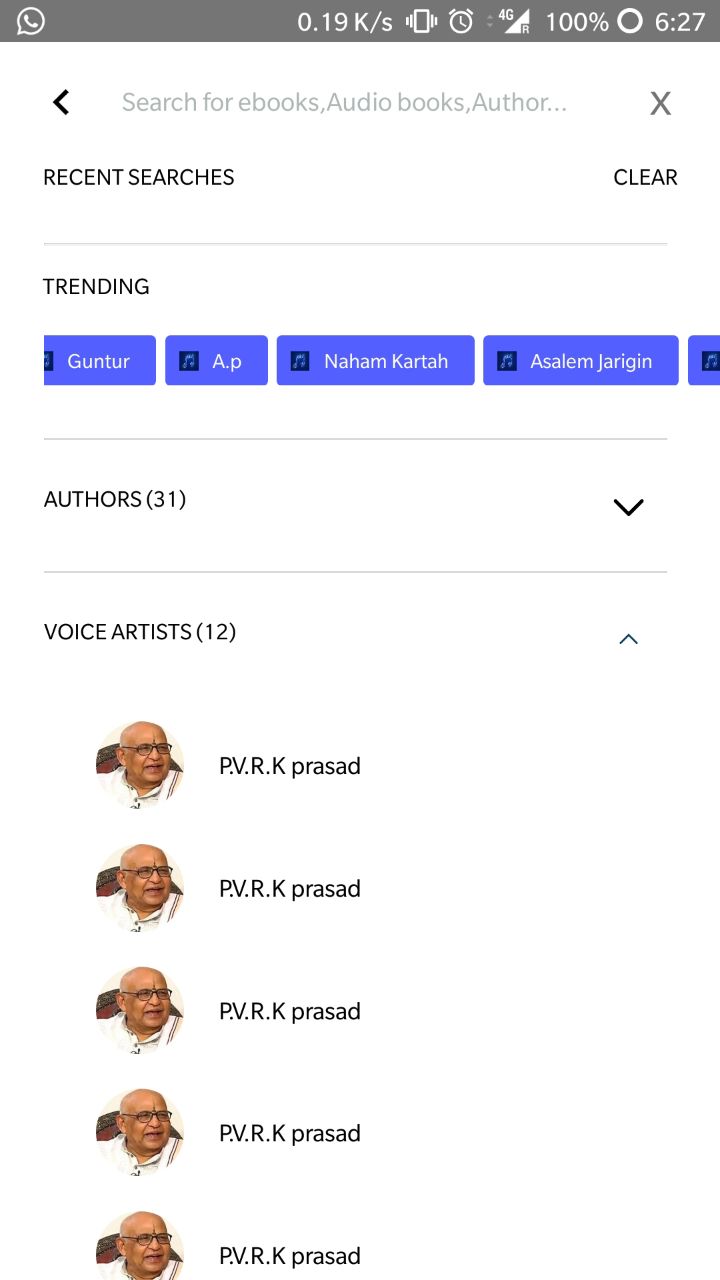 0.19 K/s 4G R 100% 6:27
Search for ebooks,Audio books,Author... X
RECENT SEARCHES CLEAR
TRENDING
Guntur A.p Naham Kartah Asalem Jarigin
AUTHORS (31)
VOICE ARTISTS (12)
P.V.R.K prasad
P.V.R.K prasad
P.V.R.K prasad
P.V.R.K prasad
P.V.R.K prasad